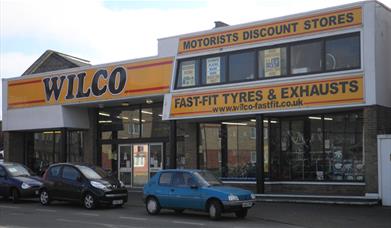 WILCO
MOTORISTS DISCOUNT STORES
FAST-FIT TYRES & EXHAUSTS
www.wilco-fastfit.co.uk